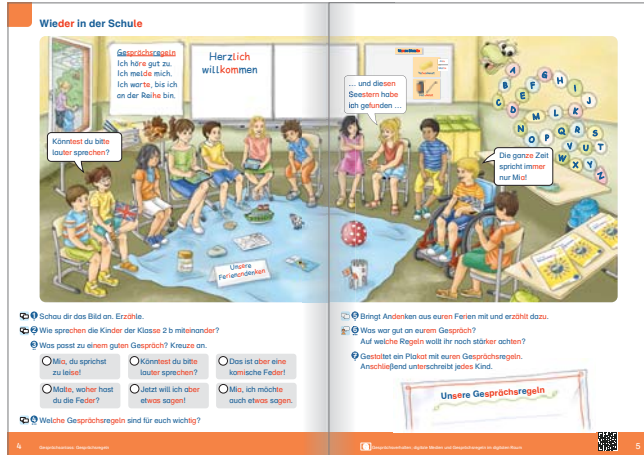 Wieder in der Schule
Gesprächsregeln
Ich höre gut zu.
Ich melde mich.
Ich warte, bis ich
an der Reihe bin.
Herzlich
willkommen
… und diesen
Seestern habe
ich gefunden …
Könntest du bitte
lauter sprechen?
Die ganze Zeit
spricht immer
nur Mia!
A
B
C
D
E
F
G
H
I
J
K
L
M
N
O
P
Q
R
S
T
U
V
W
X
Y
Z
Unsere
Ferienandenken
1 Schau dir das Bild an. Erzähle.
2 Wie sprechen die Kinder der Klasse 2 b miteinander?
3 Was passt zu einem guten Gespräch? Kreuze an.
Mia, du sprichst
zu leise!
Könntest du bitte
lauter sprechen?
Das ist aber eine
komische Feder!
Malte, woher hast
du die Feder?
Jetzt will ich aber
etwas sagen!
Mia, ich möchte
auch etwas sagen.
4 Welche Gesprächsregeln sind für euch wichtig?
5 Bringt Andenken aus euren Ferien mit und erzählt dazu.
6 Was war gut an eurem Gespräch?
Auf welche Regeln wollt ihr noch stärker achten?
7 Gestaltet ein Plakat mit euren Gesprächsregeln.
Anschließend unterschreibt jedes Kind.
Unsere Gesprächsregeln
4
5